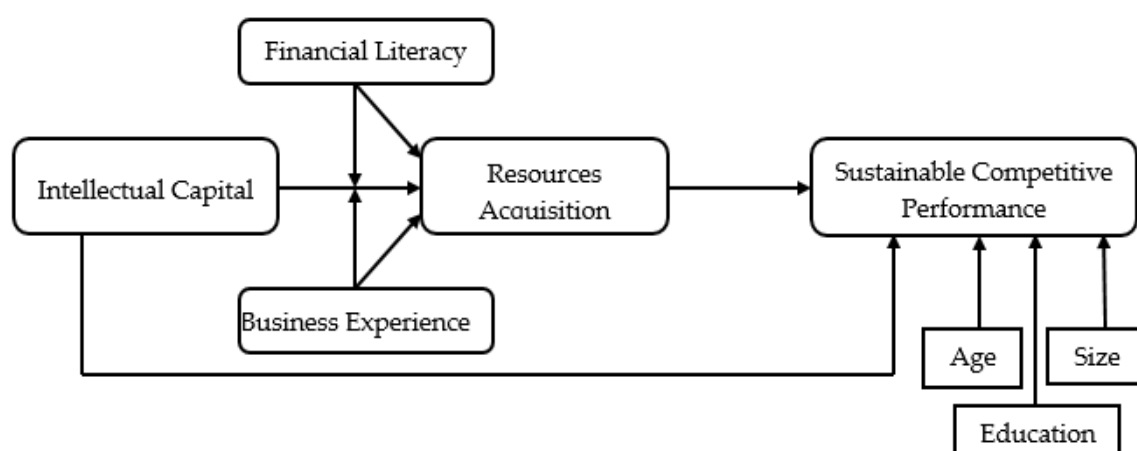 Financial Literacy
Intellectual Capital
Resources
Acquisition
Sustainable Competitive
Performance
Business Experience
Age
Size
Education